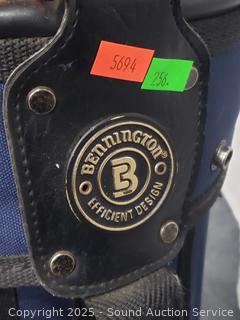 5694
256.
BENNINGTON®
B
EFFICIENT DESIGN
Copyright 2025 - Sound Auction Service